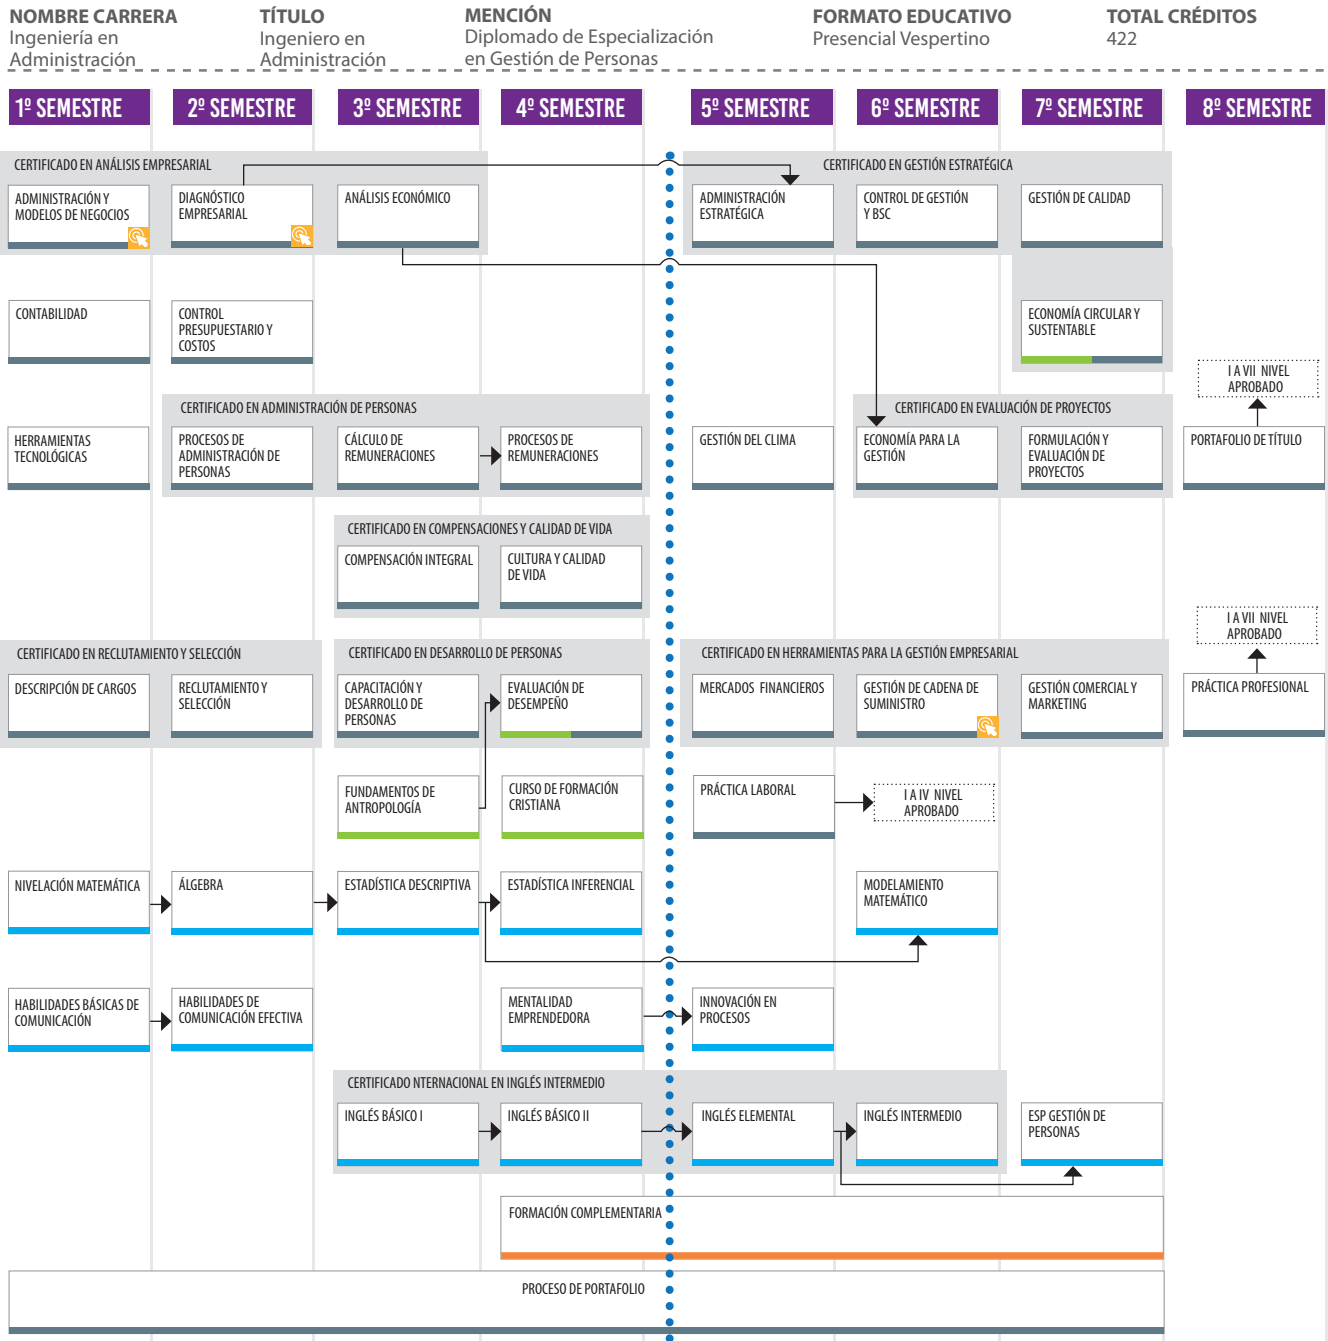 NOMBRE CARRERA
Ingeniería en
Administración
TÍTULO
Ingeniero en
Administración
MENCIÓN
Diplomado de Especialización
en Gestión de Personas
FORMATO EDUCATIVO
Presencial Vespertino
TOTAL CRÉDITOS
422
1º SEMESTRE
2º SEMESTRE
3º SEMESTRE
4º SEMESTRE
5º SEMESTRE
6º SEMESTRE
7º SEMESTRE
8º SEMESTRE
CERTIFICADO EN ANÁLISIS EMPRESARIAL
CERTIFICADO EN GESTIÓN ESTRATÉGICA
ADMINISTRACIÓN Y
MODELOS DE NEGOCIOS
DIAGNÓSTICO
EMPRESARIAL
ANÁLISIS ECONÓMICO
ADMINISTRACIÓN
ESTRATÉGICA
CONTROL DE GESTIÓN
Y BSC
GESTIÓN DE CALIDAD
CONTABILIDAD
CONTROL
PRESUPUESTARIO Y
COSTOS
ECONOMÍA CIRCULAR Y
SUSTENTABLE
I A VII NIVEL
APROBADO
CERTIFICADO EN ADMINISTRACIÓN DE PERSONAS
CERTIFICADO EN EVALUACIÓN DE PROYECTOS
HERRAMIENTAS
TECNOLÓGICAS
PROCESOS DE
ADMINISTRACIÓN DE
PERSONAS
CÁLCULO DE
REMUNERACIONES
PROCESOS DE
REMUNERACIONES
GESTIÓN DEL CLIMA
ECONOMÍA PARA LA
GESTIÓN
FORMULACIÓN Y
EVALUACIÓN DE
PROYECTOS
PORTAFOLIO DE TÍTULO
CERTIFICADO EN COMPENSACIONES Y CALIDAD DE VIDA
COMPENSACIÓN INTEGRAL
CULTURA Y CALIDAD
DE VIDA
I A VII NIVEL
APROBADO
CERTIFICADO EN RECLUTAMIENTO Y SELECCIÓN
CERTIFICADO EN DESARROLLO DE PERSONAS
CERTIFICADO EN HERRAMIENTAS PARA LA GESTIÓN EMPRESARIAL
DESCRIPCIÓN DE CARGOS
RECLUTAMIENTO Y
SELECCIÓN
CAPACITACIÓN Y
DESARROLLO DE
PERSONAS
EVALUACIÓN DE
DESEMPEÑO
MERCADOS FINANCIEROS
GESTIÓN DE CADENA DE
SUMINISTRO
GESTIÓN COMERCIAL Y
MARKETING
PRÁCTICA PROFESIONAL
FUNDAMENTOS DE
ANTROPOLOGÍA
CURSO DE FORMACIÓN
CRISTIANA
PRÁCTICA LABORAL
I A IV NIVEL
APROBADO
NIVELACIÓN MATEMÁTICA
ÁLGEBRA
ESTADÍSTICA DESCRIPTIVA
ESTADÍSTICA INFERENCIAL
MODELAMIENTO
MATEMÁTICO
HABILIDADES BÁSICAS DE
COMUNICACIÓN
HABILIDADES DE
COMUNICACIÓN EFECTIVA
MENTALIDAD
EMPRENDEDORA
INNOVACIÓN EN
PROCESOS
CERTIFICADO NTERNACIONAL EN INGLÉS INTERMEDIO
INGLÉS BÁSICO I
INGLÉS BÁSICO II
INGLÉS ELEMENTAL
INGLÉS INTERMEDIO
ESP GESTIÓN DE
PERSONAS
FORMACIÓN COMPLEMENTARIA
PROCESO DE PORTAFOLIO